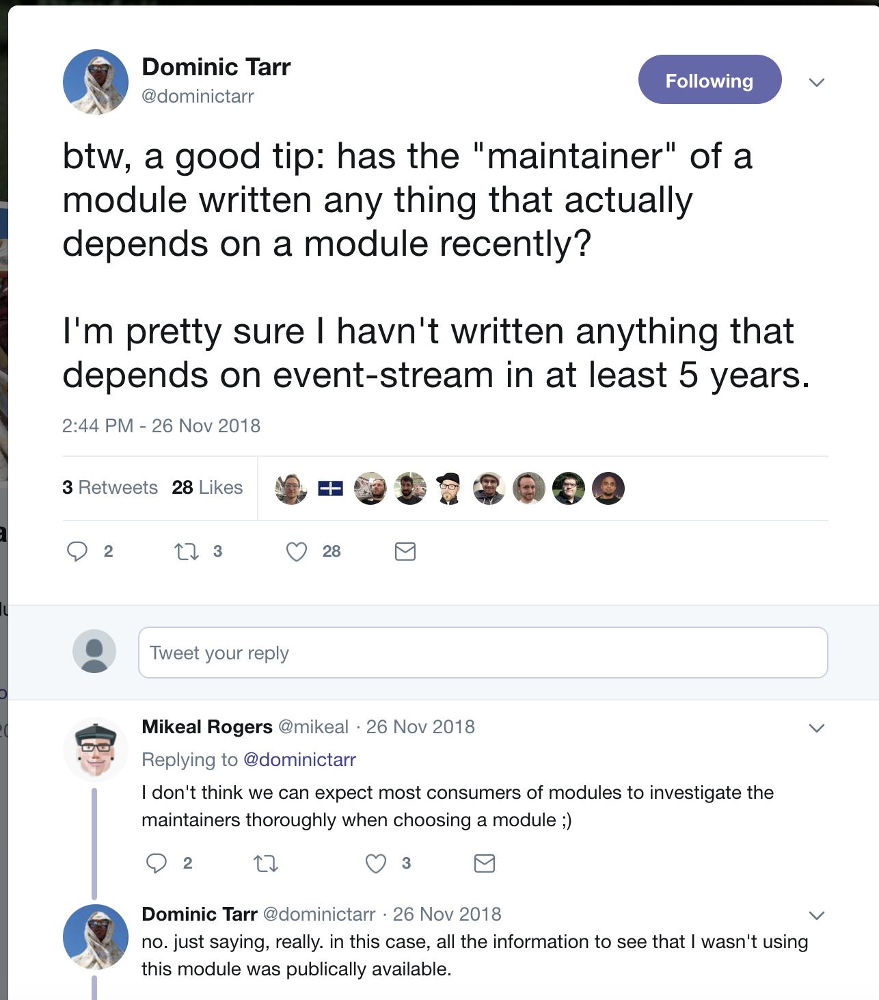 Dominic Tarr
@dominictarr
Following
btw, a good tip: has the "maintainer" of a
module written any thing that actually
depends on a module recently?
I'm pretty sure I havn't written anything that
depends on event-stream in at least 5 years.
2:44 PM - 26 Nov 2018
3 Retweets 28 Likes
2 3 28
Tweet your reply
Mikeal Rogers @mikeal · 26 Nov 2018
Replying to @dominictarr
I don't think we can expect most consumers of modules to investigate the
maintainers thoroughly when choosing a module ;)
2 3
Dominic Tarr @dominictarr · 26 Nov 2018
no. just saying, really. in this case, all the information to see that I wasn't using
this module was publically available.